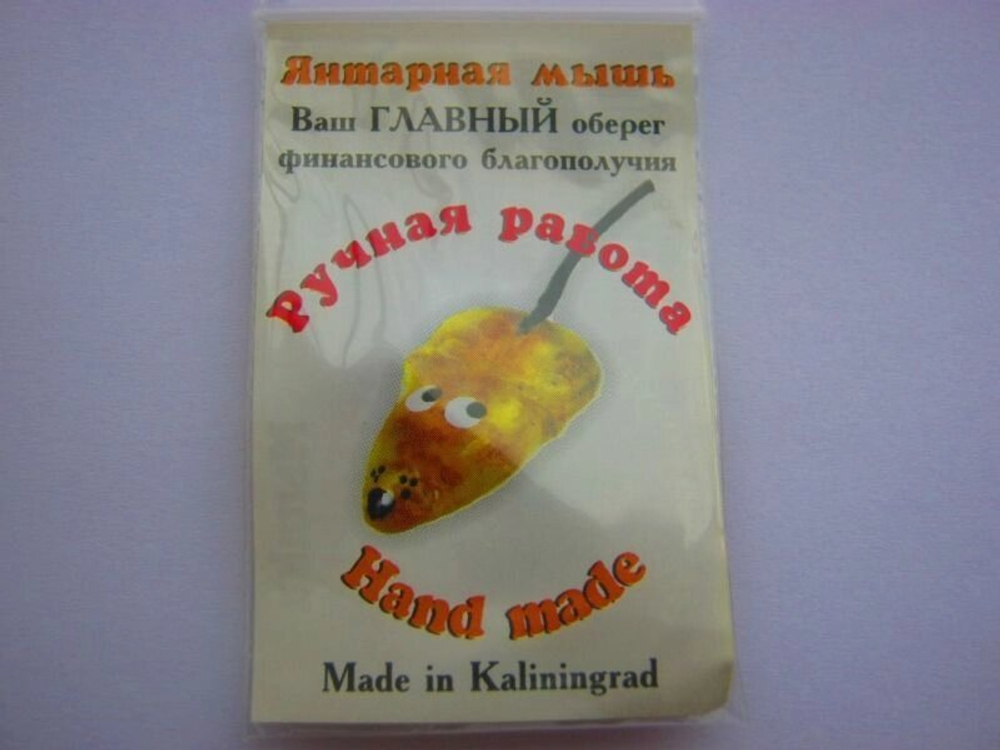 Янтарная мышь
Ваш ГЛАВНЫЙ оберег
финансового благополучия
Ручная работа
Hand made
Made in Kaliningrad